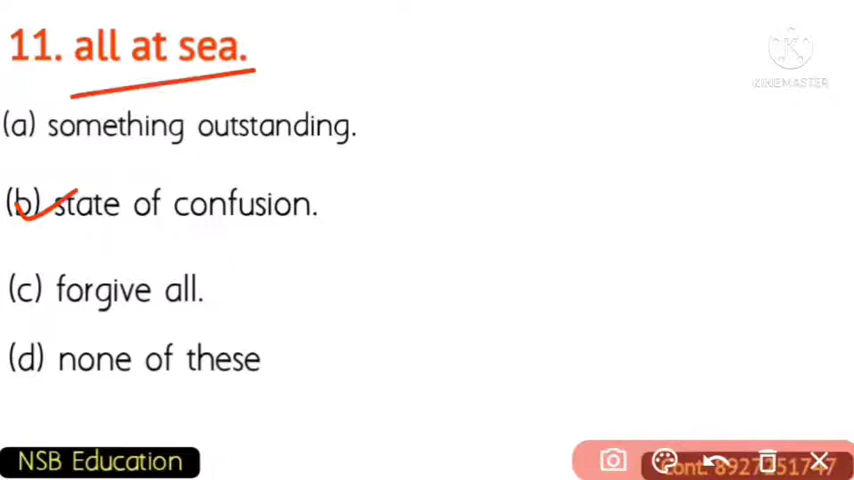 11. all at sea.
KINEMASTER
(a) something outstanding.
(b) state of confusion.
(c) forgive all.
(d) none of these
NSB Education